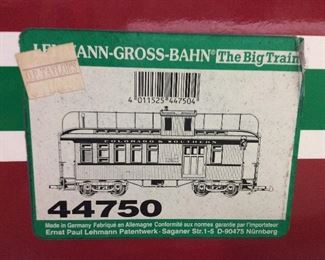 LEHMANN-GROSS-BAHN® The Big Train
4 011525 447504
COLORADO & SOUTHERN
44750
Made in Germany Fabriqué en Allemagne Conformité aux normes garantie par l'importateur
Ernst Paul Lehmann Patentwerk · Saganer Str.1-5 D-90475 Nürnberg